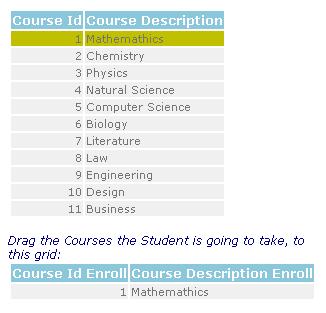 Course Id Course Description
1 Mathemathics
2 Chemistry
3 Physics
4 Natural Science
5 Computer Science
6 Biology
7 Literature
8 Law
9 Engineering
10 Design
11 Business
Drag the Courses the Student is going to take, to
this grid:
Course Id Enroll Course Description Enroll
1 Mathemathics